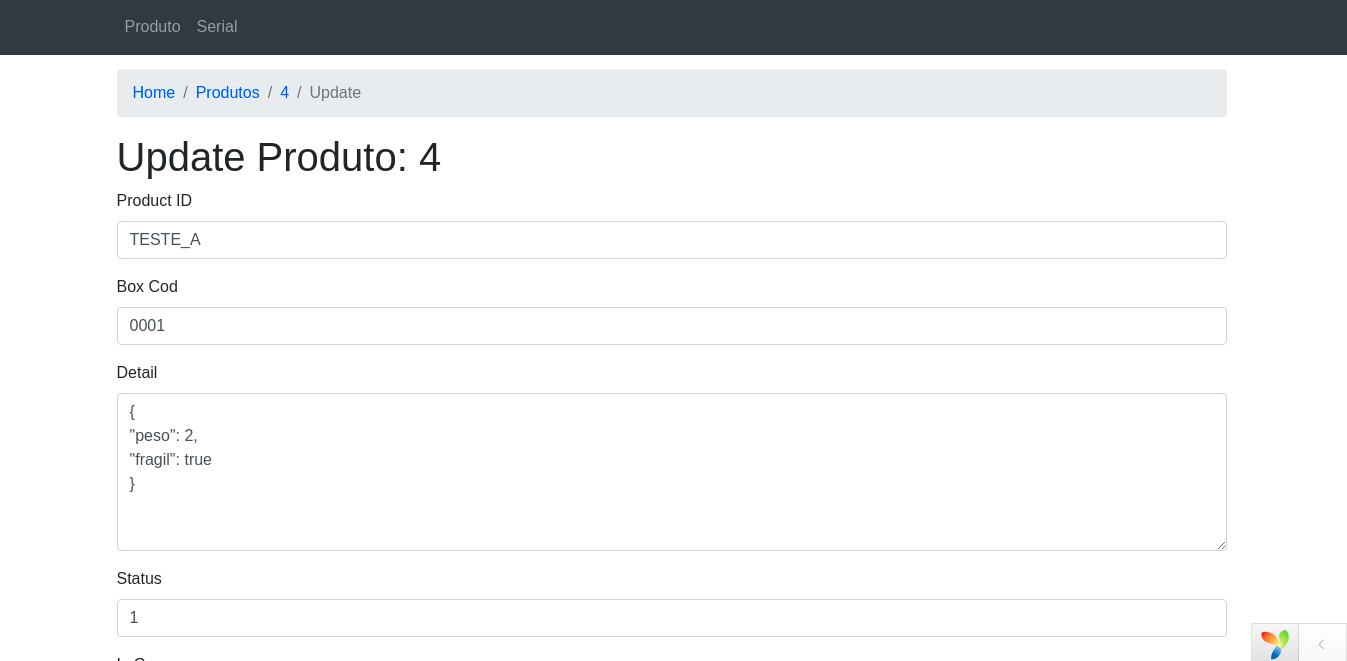 Produto Serial
Home / Produtos / 4 / Update
Update Produto: 4
Product ID
TESTE_A
Box Cod
0001
Detail
{
"peso": 2,
"fragil": true
}
Status
1